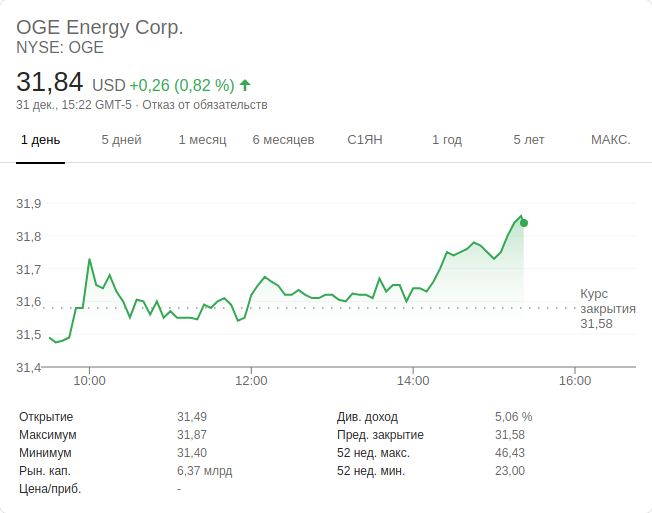 OGE Energy Corp.
NYSE: OGE
31,84 USD +0,26 (0,82 %)
31 дек., 15:22 GMT-5 · Отказ от обязательств
1 день 5 дней 1 месяц 6 месяцев С1ЯН 1 год 5 лет МАКС.
31,9
31,8
31,7
31,6
31,5
31,4
Курс
закрытия
31,58
10:00 12:00 14:00 16:00
Открытие 31,49 Див. доход 5,06 %
Максимум 31,87 Пред. закрытие 31,58
Минимум 31,40 52 нед. макс. 46,43
Рын. кап. 6,37 млрд 52 нед. мин. 23,00
Цена/приб. -